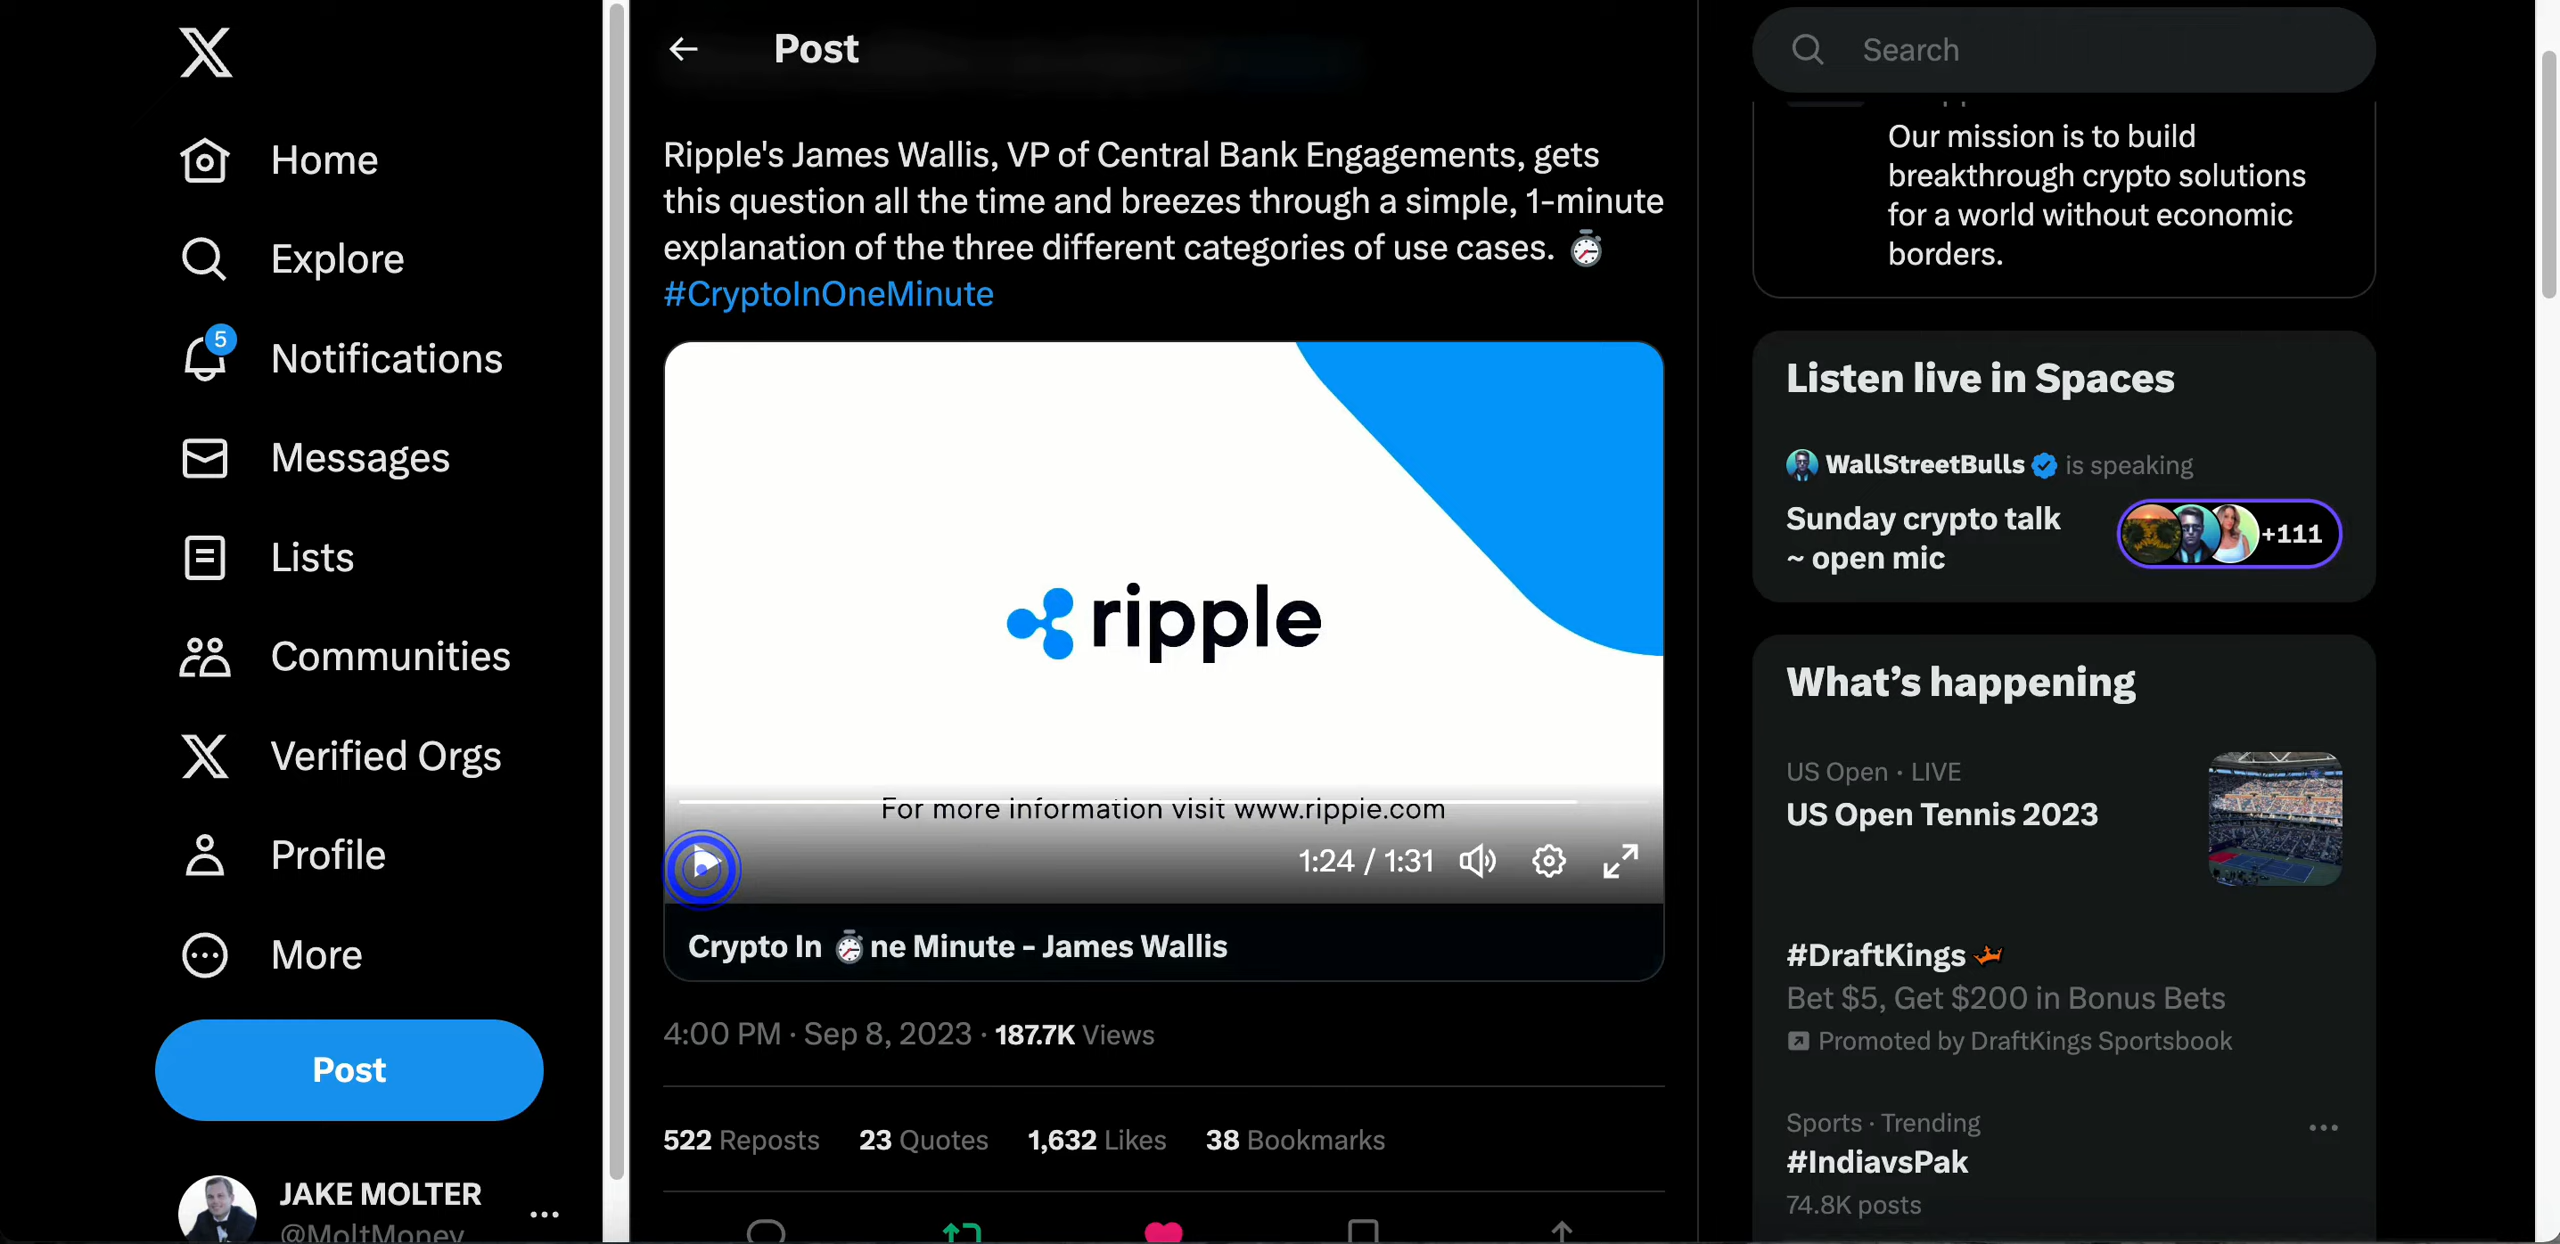 Home
Explore
5
Notifications
Messages
Lists
Communities
Verified Orgs
Profile
More
Post
JAKE MOLTER
@MoltMoney
Post
Ripple's James Wallis, VP of Central Bank Engagements, gets
this question all the time and breezes through a simple, 1-minute
explanation of the three different categories of use cases. ⏱
#CryptoInOneMinute
ripple
For more information visit www.ripple.com
1:24 / 1:31
Crypto In ⏱ne Minute - James Wallis
4:00 PM · Sep 8, 2023 · 187.7K Views
522 Reposts 23 Quotes 1,632 Likes 38 Bookmarks
Search
Our mission is to build
breakthrough crypto solutions
for a world without economic
borders.
Listen live in Spaces
WallStreetBulls is speaking
Sunday crypto talk
~ open mic
+111
What's happening
US Open · LIVE
US Open Tennis 2023
#DraftKings
Bet $5, Get $200 in Bonus Bets
Promoted by DraftKings Sportsbook
Sports · Trending
#IndiavsPak
74.8K posts